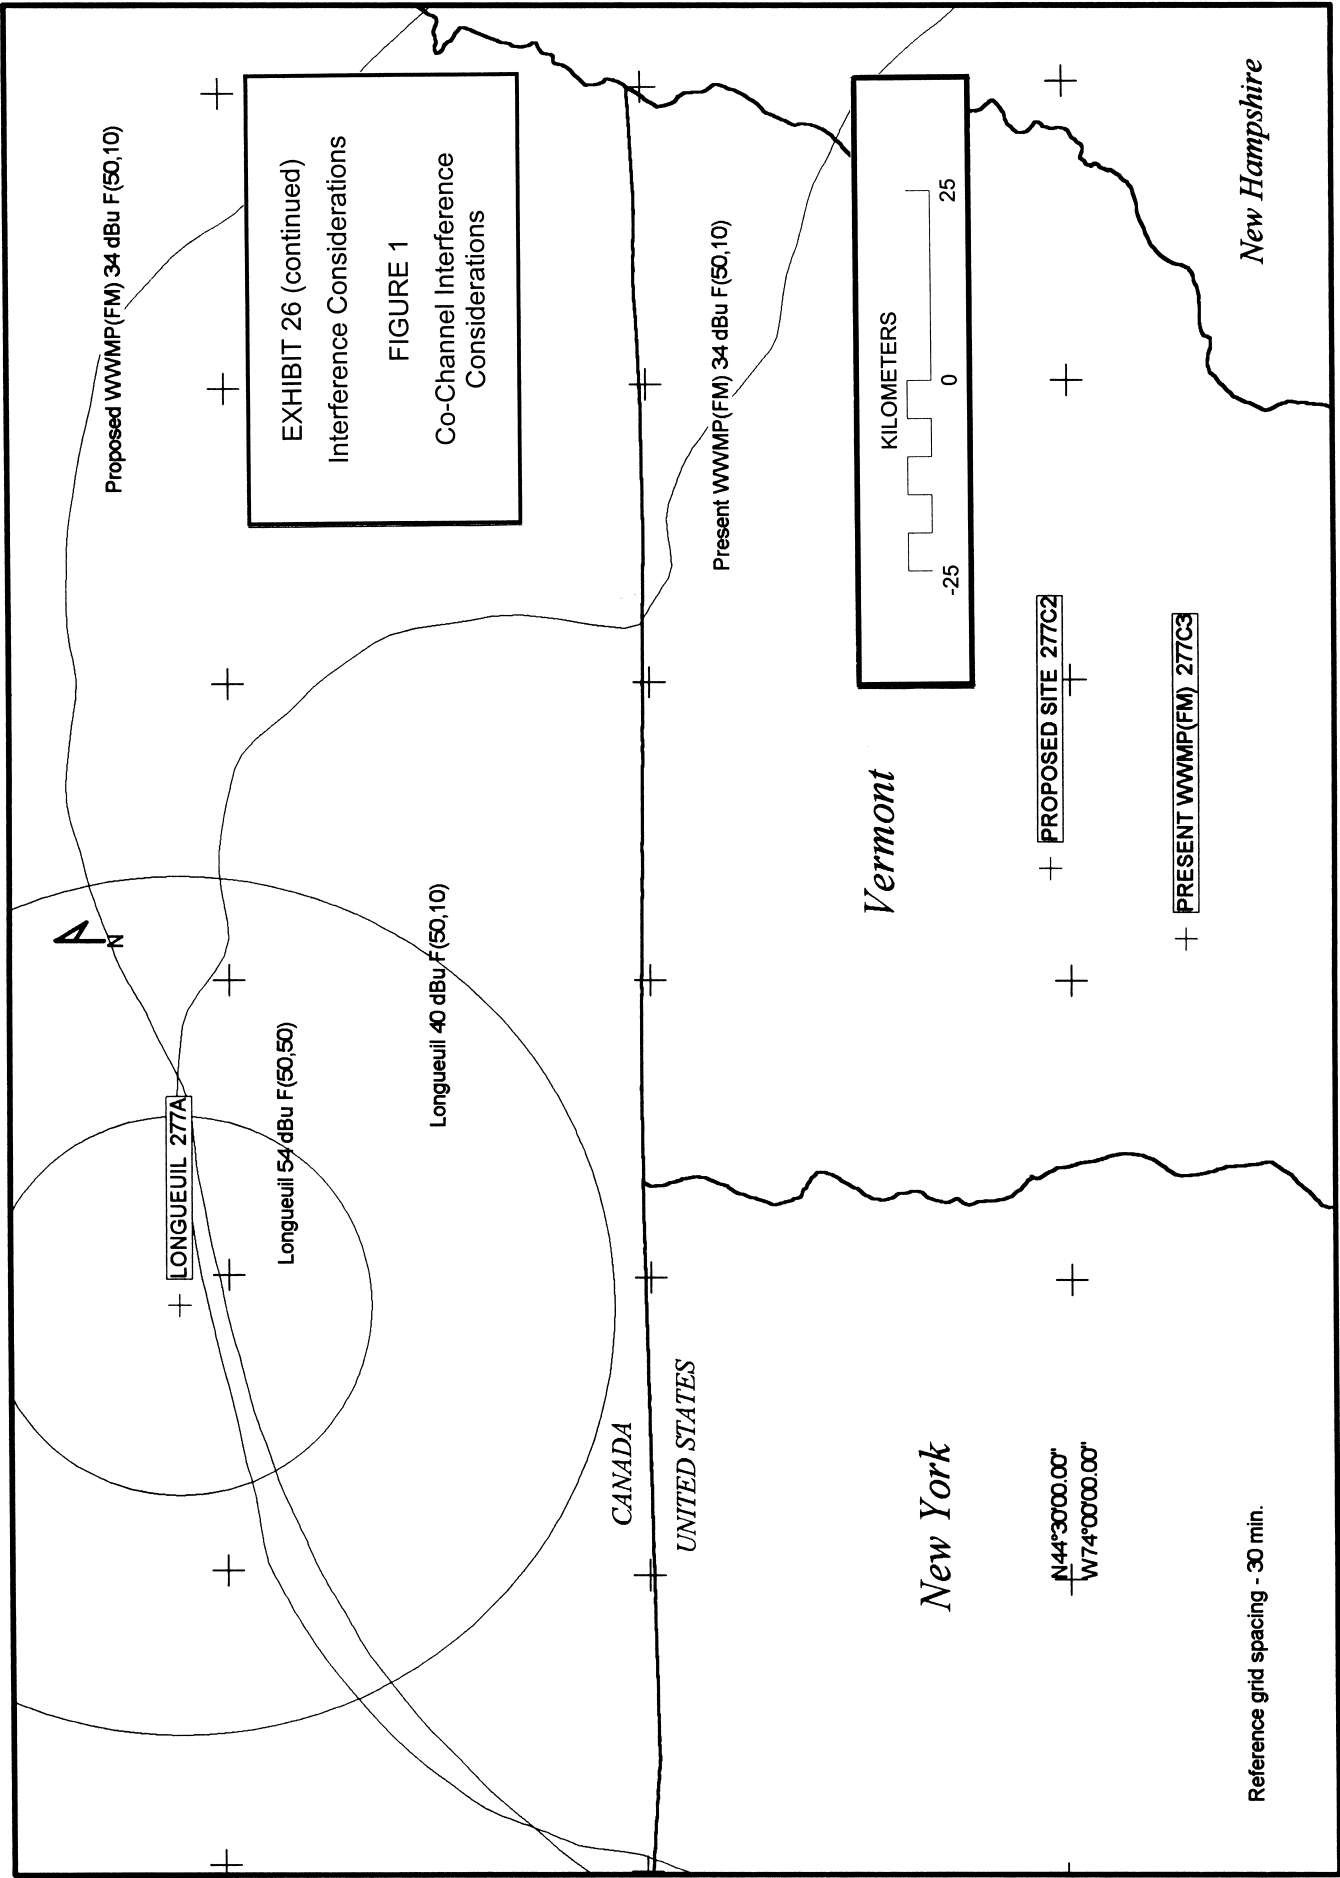 Proposed WWMP(FM) 34 dBu F(50,10)
EXHIBIT 26 (continued)
Interference Considerations
FIGURE 1
Co-Channel Interference
Considerations
N
LONGUEUIL 277A
Longueuil 54 dBu F(50,50)
Longueuil 40 dBu F(50,10)
CANADA
UNITED STATES
Present WWMP(FM) 34 dBu F(50,10)
KILOMETERS
-25
0
25
Vermont
New York
PROPOSED SITE 277C2
PRESENT WWMP(FM) 277C3
N44°30'00.00"
W74°00'00.00"
New Hampshire
Reference grid spacing - 30 min.